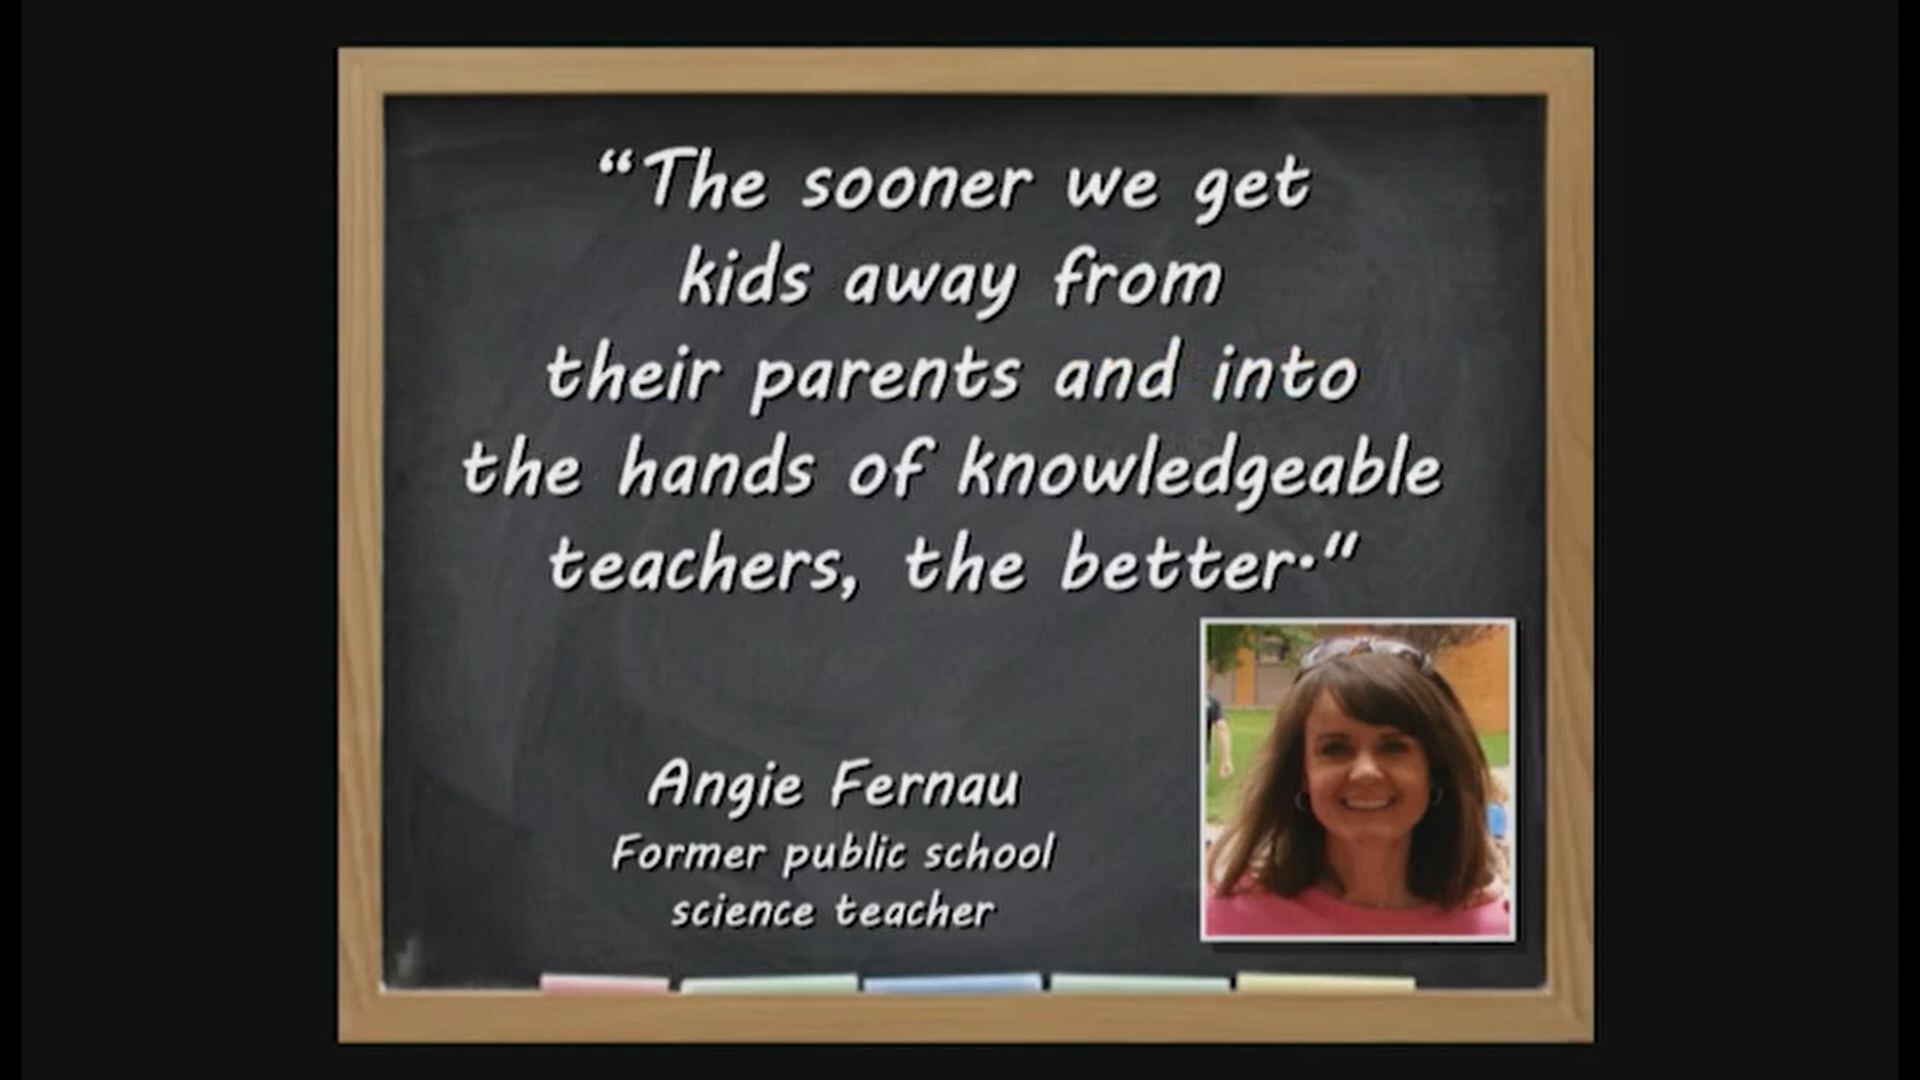 “The sooner we get
kids away from
their parents and into
the hands of knowledgeable
teachers, the better.”
Angie Fernau
Former public school
science teacher